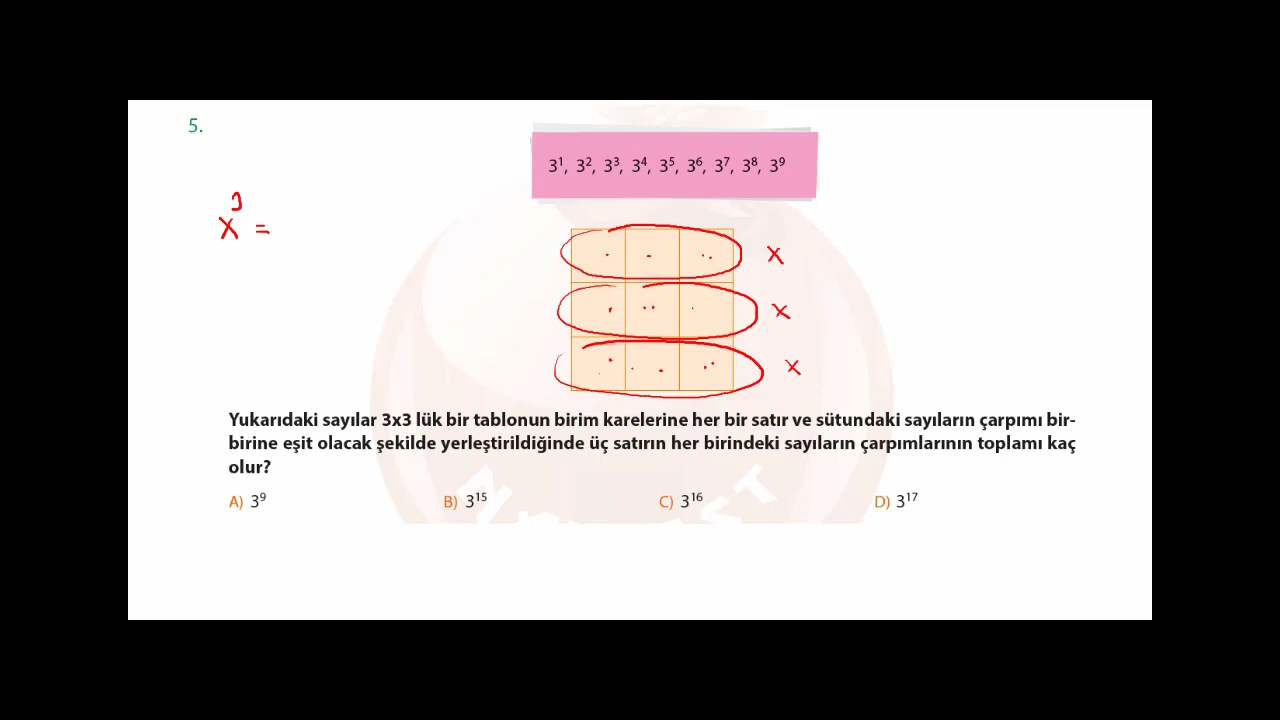 5.
3¹, 3², 3³, 3⁴, 3⁵, 3⁶, 3⁷, 3⁸, 3⁹
x³ =
x
x
x
Yukarıdaki sayılar 3x3 lük bir tablonun birim karelerine her bir satır ve sütundaki sayıların çarpımı bir-
birine eşit olacak şekilde yerleştirildiğinde üç satırın her birindeki sayıların çarpımlarının toplamı kaç
olur?
A) 3⁹ B) 3¹⁵ C) 3¹⁶ D) 3¹⁷